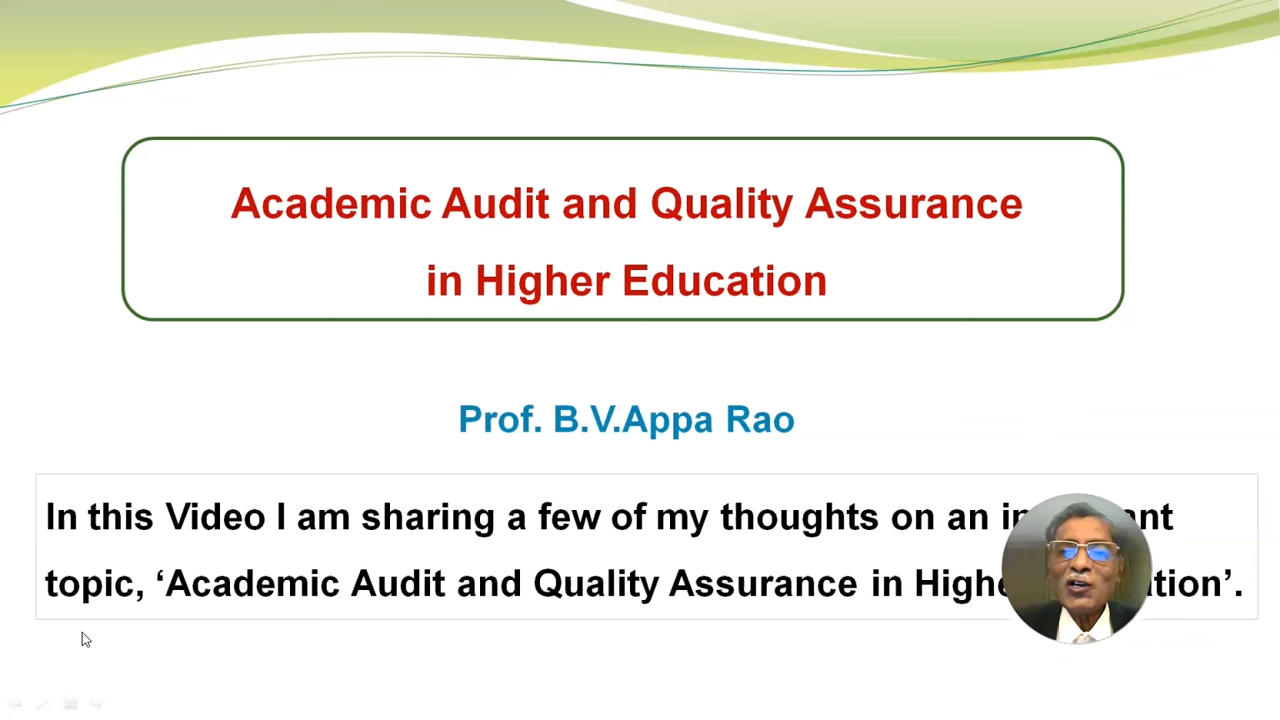 Academic Audit and Quality Assurance
in Higher Education
Prof. B.V.Appa Rao
In this Video I am sharing a few of my thoughts on an
topic, ‘Academic Audit and Quality Assurance in